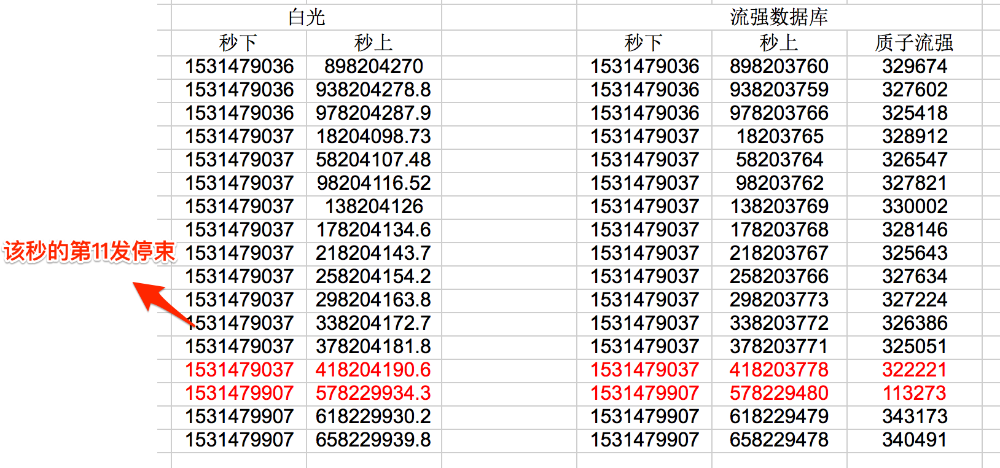 白光 流强数据库
秒下 秒上 秒下 秒上 质子流强
1531479036 898204270 1531479036 898203760 329674
1531479036 938204278.8 1531479036 938203759 327602
1531479036 978204287.9 1531479036 978203766 325418
1531479037 18204098.73 1531479037 18203765 328912
1531479037 58204107.48 1531479037 58203764 326547
1531479037 98204116.52 1531479037 98203762 327821
1531479037 138204126 1531479037 138203769 330002
1531479037 178204134.6 1531479037 178203768 328146
该秒的第11发停束 1531479037 218204143.7 1531479037 218203767 325643
1531479037 258204154.2 1531479037 258203766 327634
1531479037 298204163.8 1531479037 298203773 327224
1531479037 338204172.7 1531479037 338203772 326386
1531479037 378204181.8 1531479037 378203771 325051
1531479037 418204190.6 1531479037 418203778 322221
1531479907 578229934.3 1531479907 578229480 113273
1531479907 618229930.2 1531479907 618229479 343173
1531479907 658229939.8 1531479907 658229478 340491